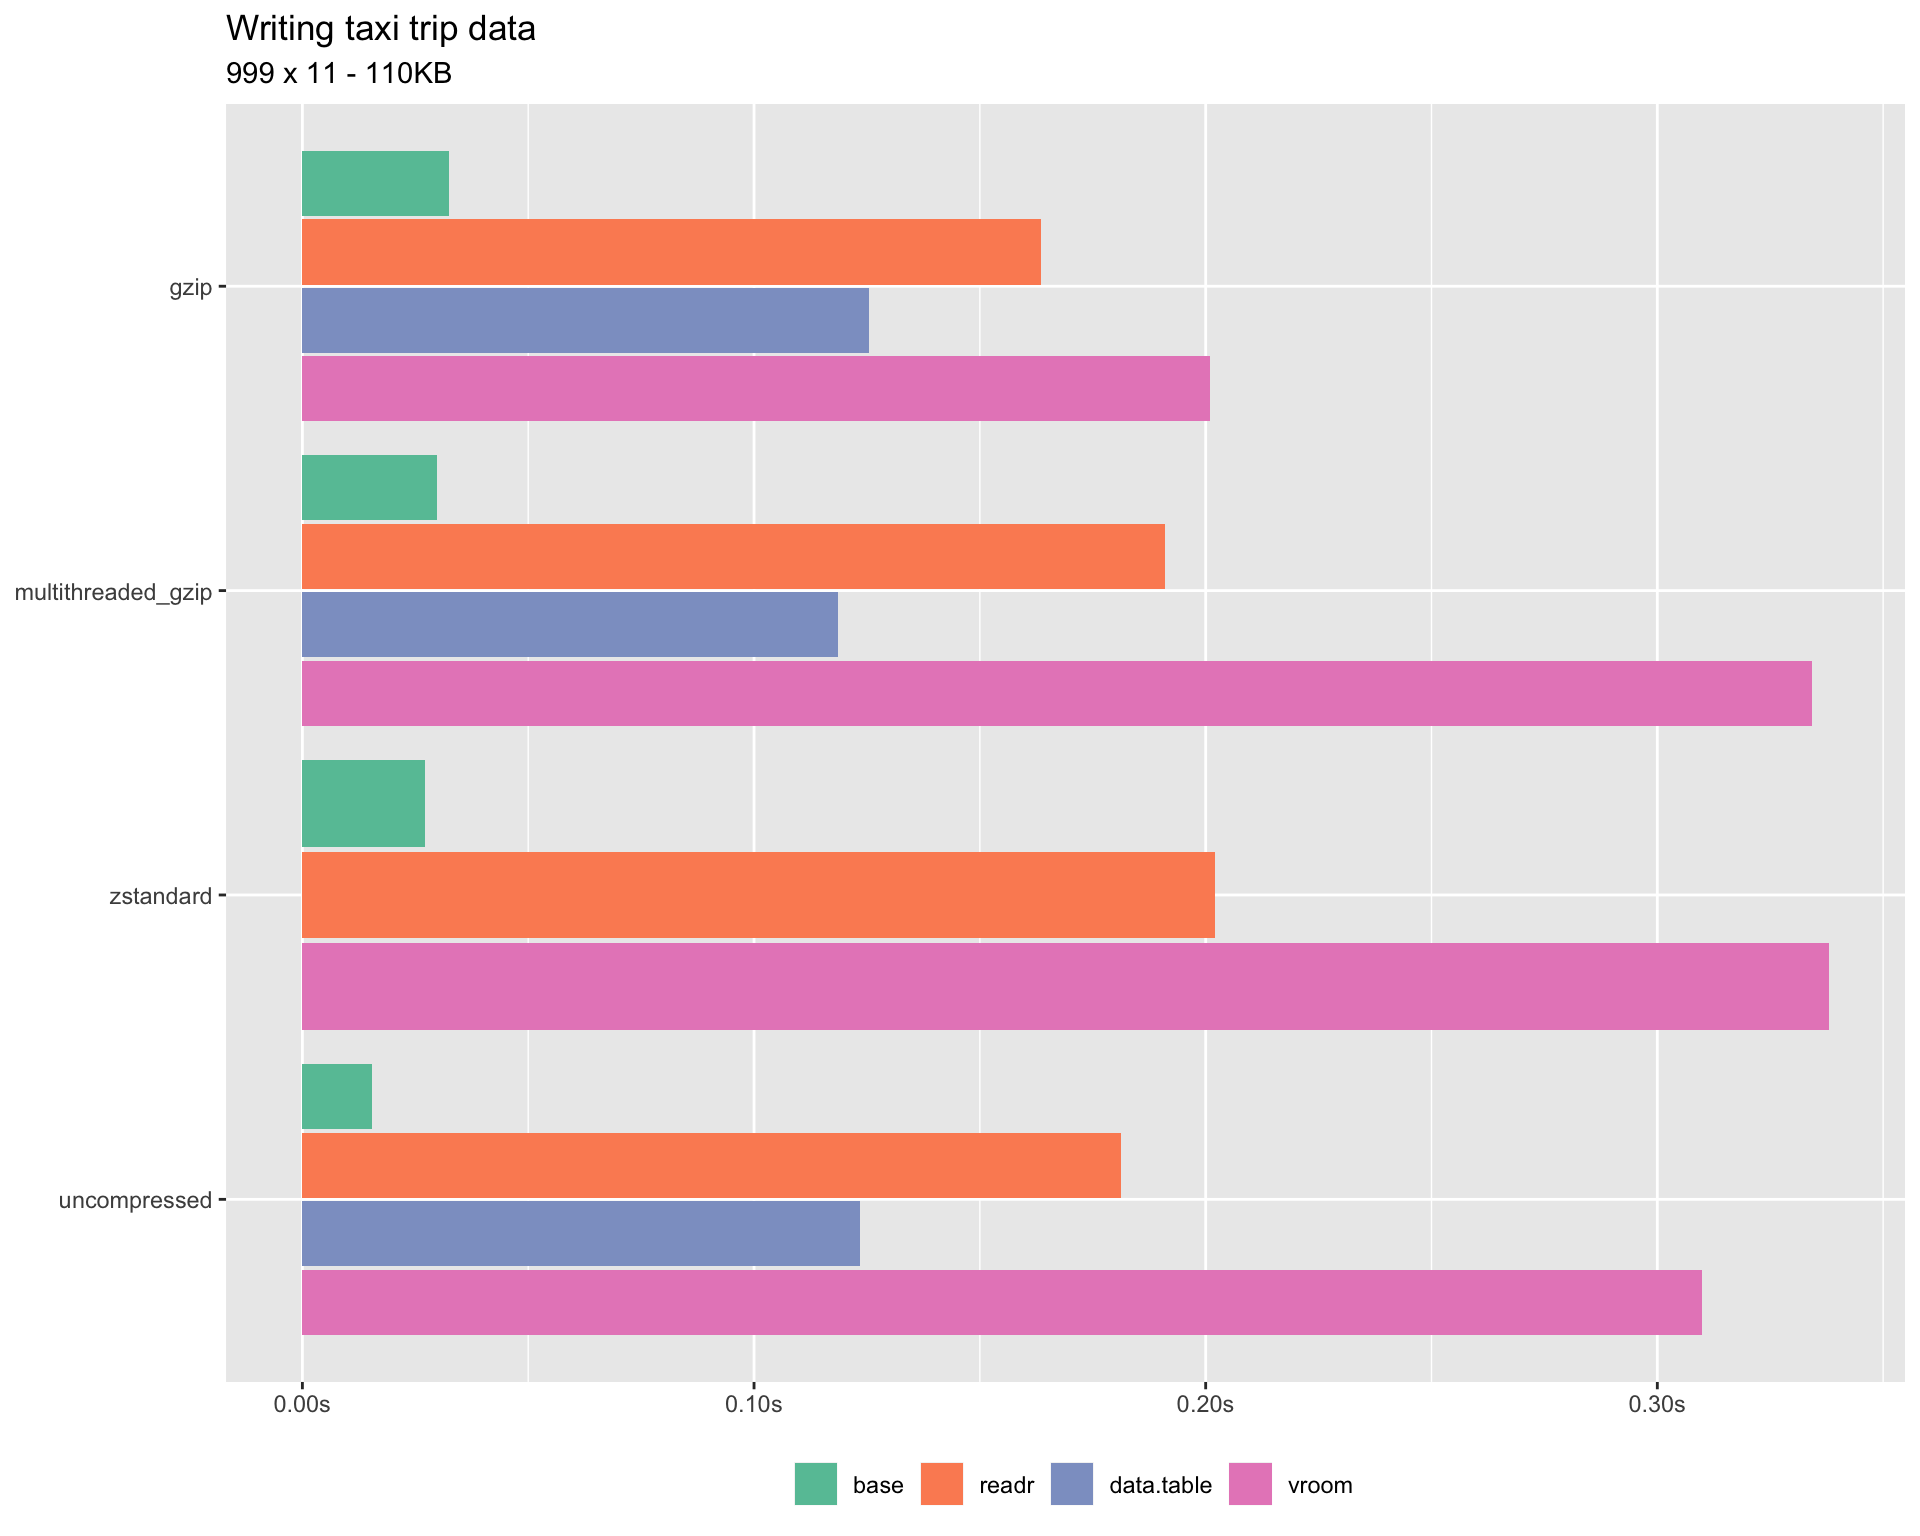 Writing taxi trip data
999 x 11 - 110KB
gzip
multithreaded_gzip
zstandard
uncompressed
0.00s 0.10s 0.20s 0.30s
base readr data.table vroom